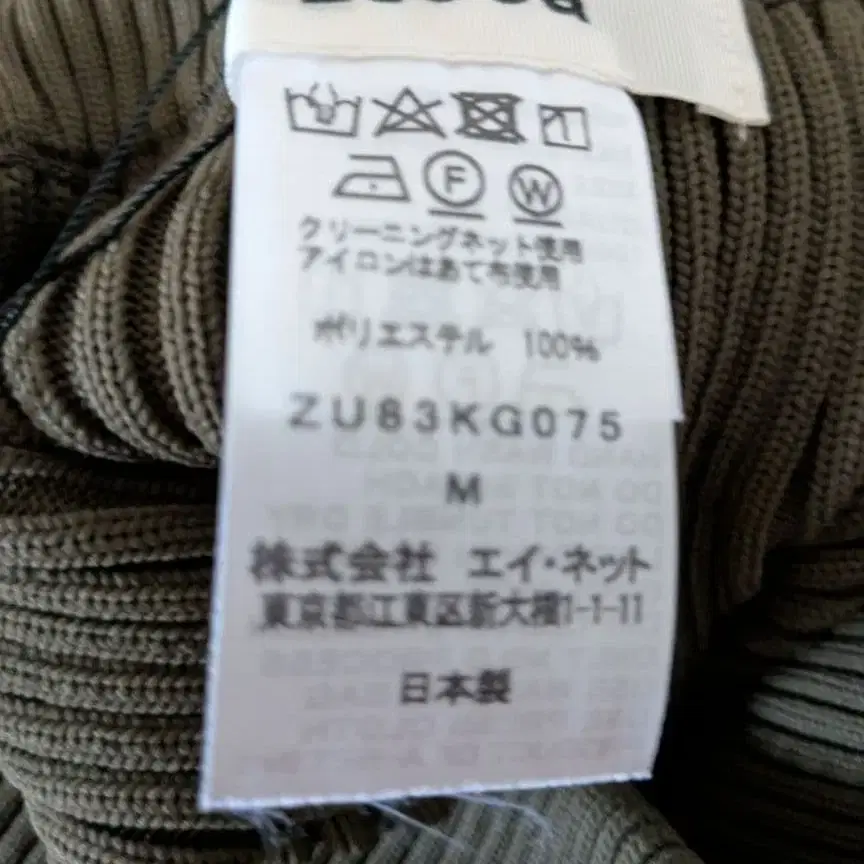 F W
クリーニングネット使用
アイロンはあて布使用
ポリエステル 100%
ZU83KG075
M
株式会社 エイ・ネット
東京都江東区新大橋1-1-11
日本製